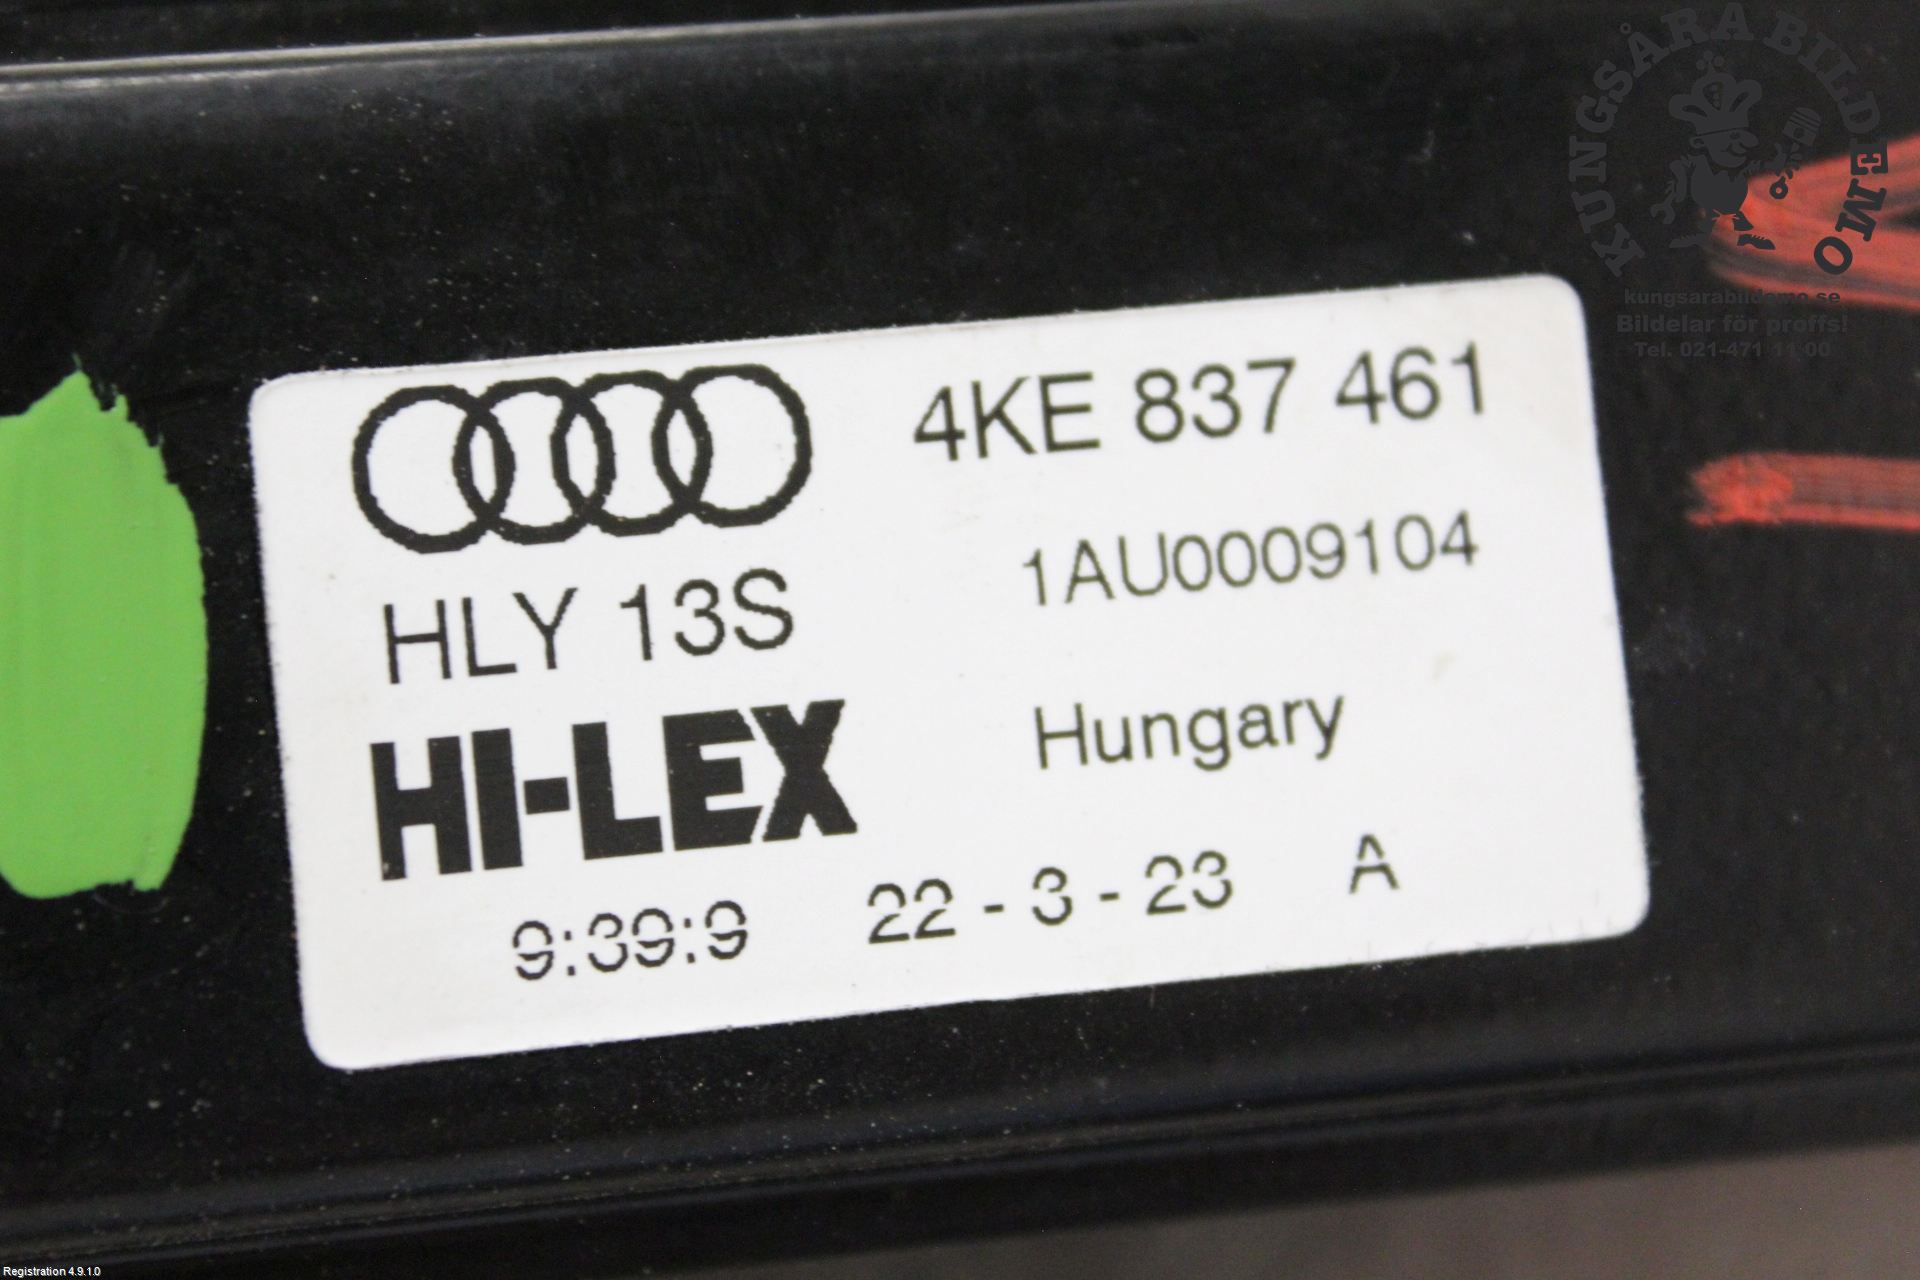 KUNGSÅRA BILDEMO
kungsarabildemo.se
Bildelar för proffs!
Tel. 021-471 11 00
4KE 837 461
1AU0009104
HLY 13S
HI-LEX
Hungary
9:39:9 22 - 3 - 23 A
Registration 4.9.1.0